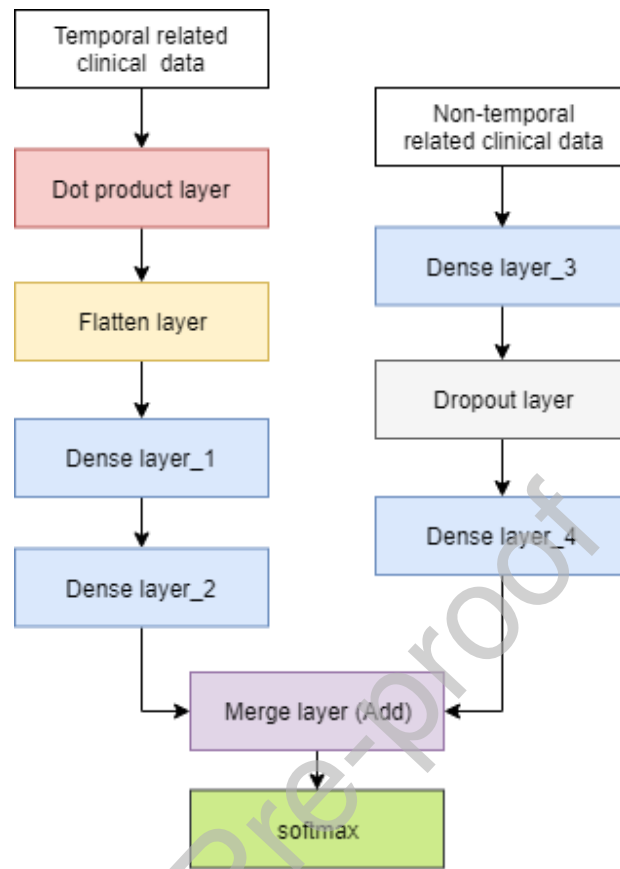 Temporal related
clinical data
Non-temporal
related clinical data
Dot product layer
Dense layer_3
Flatten layer
Dropout layer
Dense layer_1
Dense layer_4
Dense layer_2
Merge layer (Add)
softmax
Pre-proof